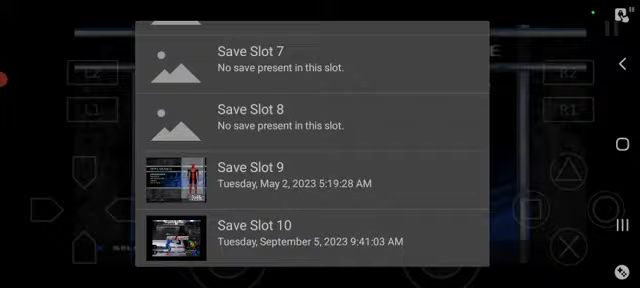 Save Slot 7
No save present in this slot.
L2
R2
L1
R1
Save Slot 8
No save present in this slot.
Save Slot 9
Tuesday, May 2, 2023 5:19:28 AM
Save Slot 10
Tuesday, September 5, 2023 9:41:03 AM